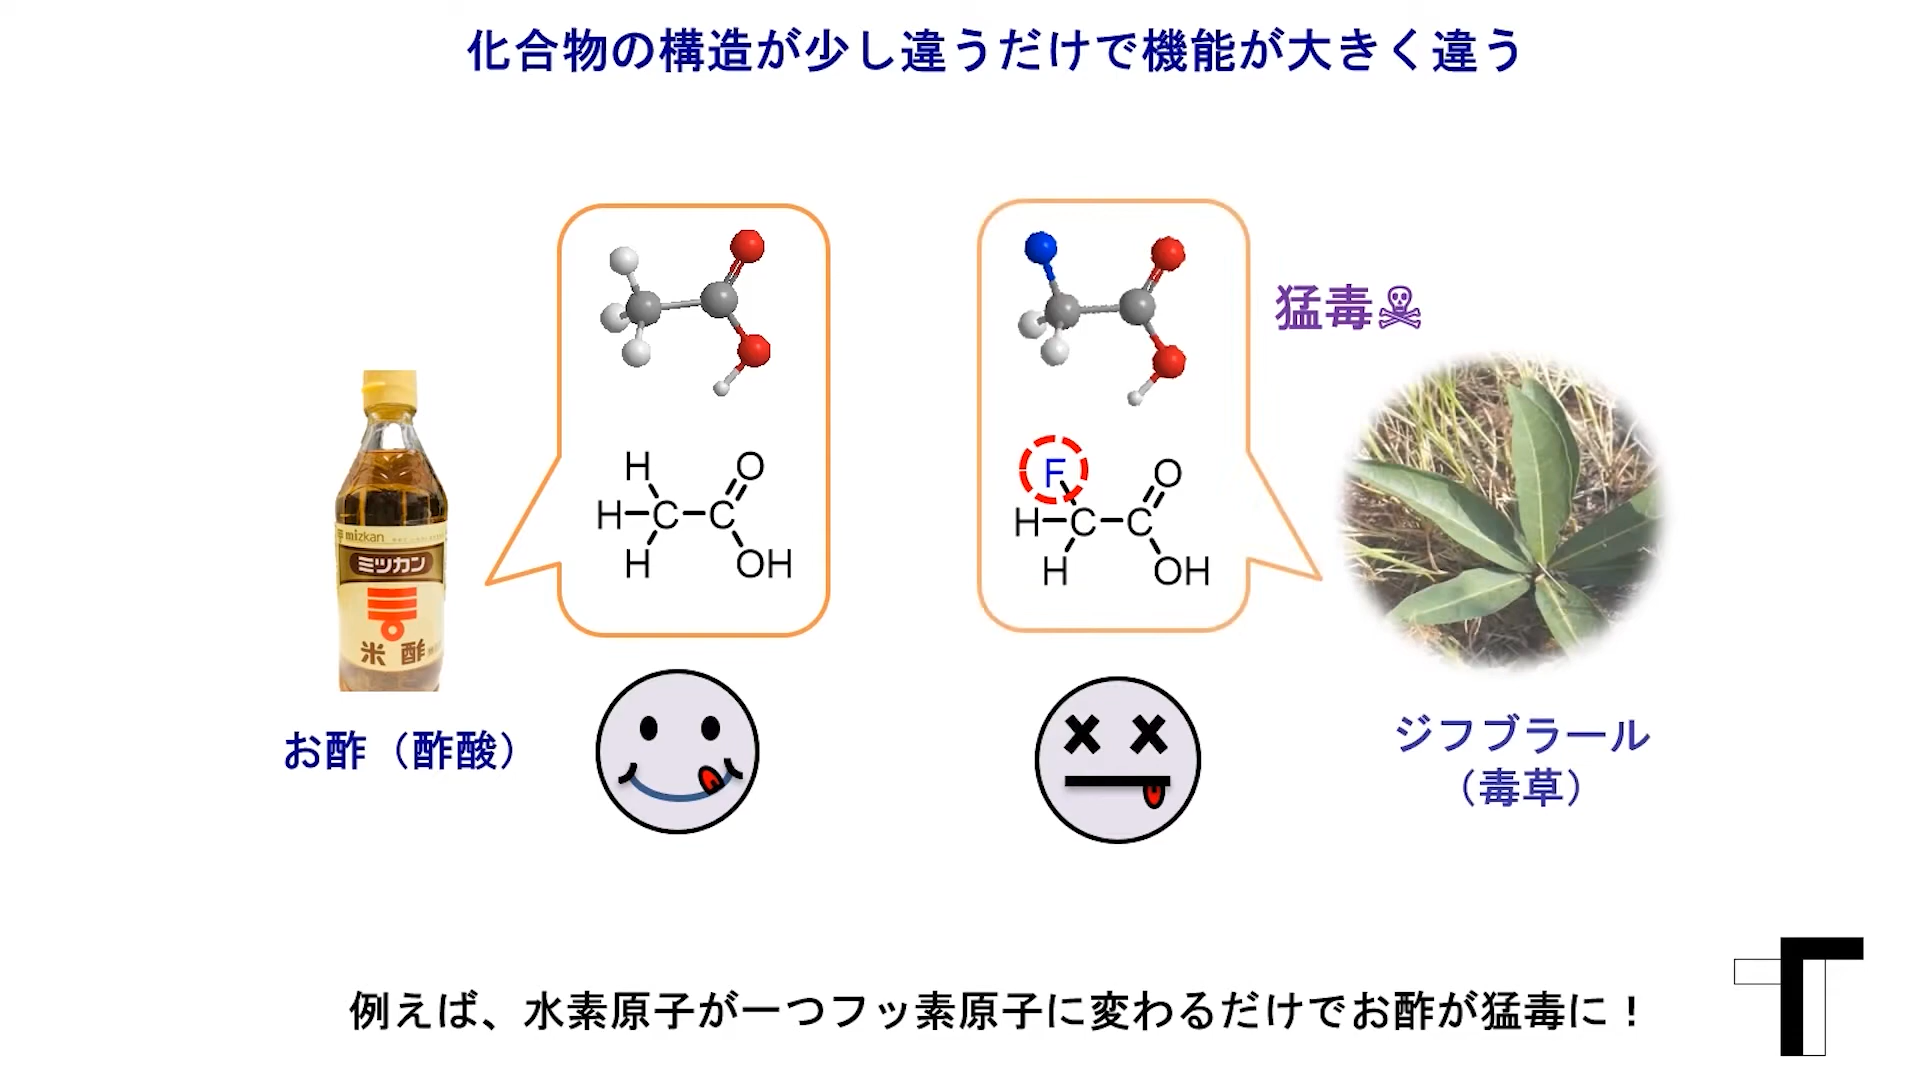 化合物の構造が少し違うだけで機能が大きく違う
猛毒☠
H O
H C C
H OH
F O
H C C
H OH
mizkan
ミツカン
米酢
お酢（酢酸）
ジフブラール
（毒草）
例えば、水素原子が一つフッ素原子に変わるだけでお酢が猛毒に！